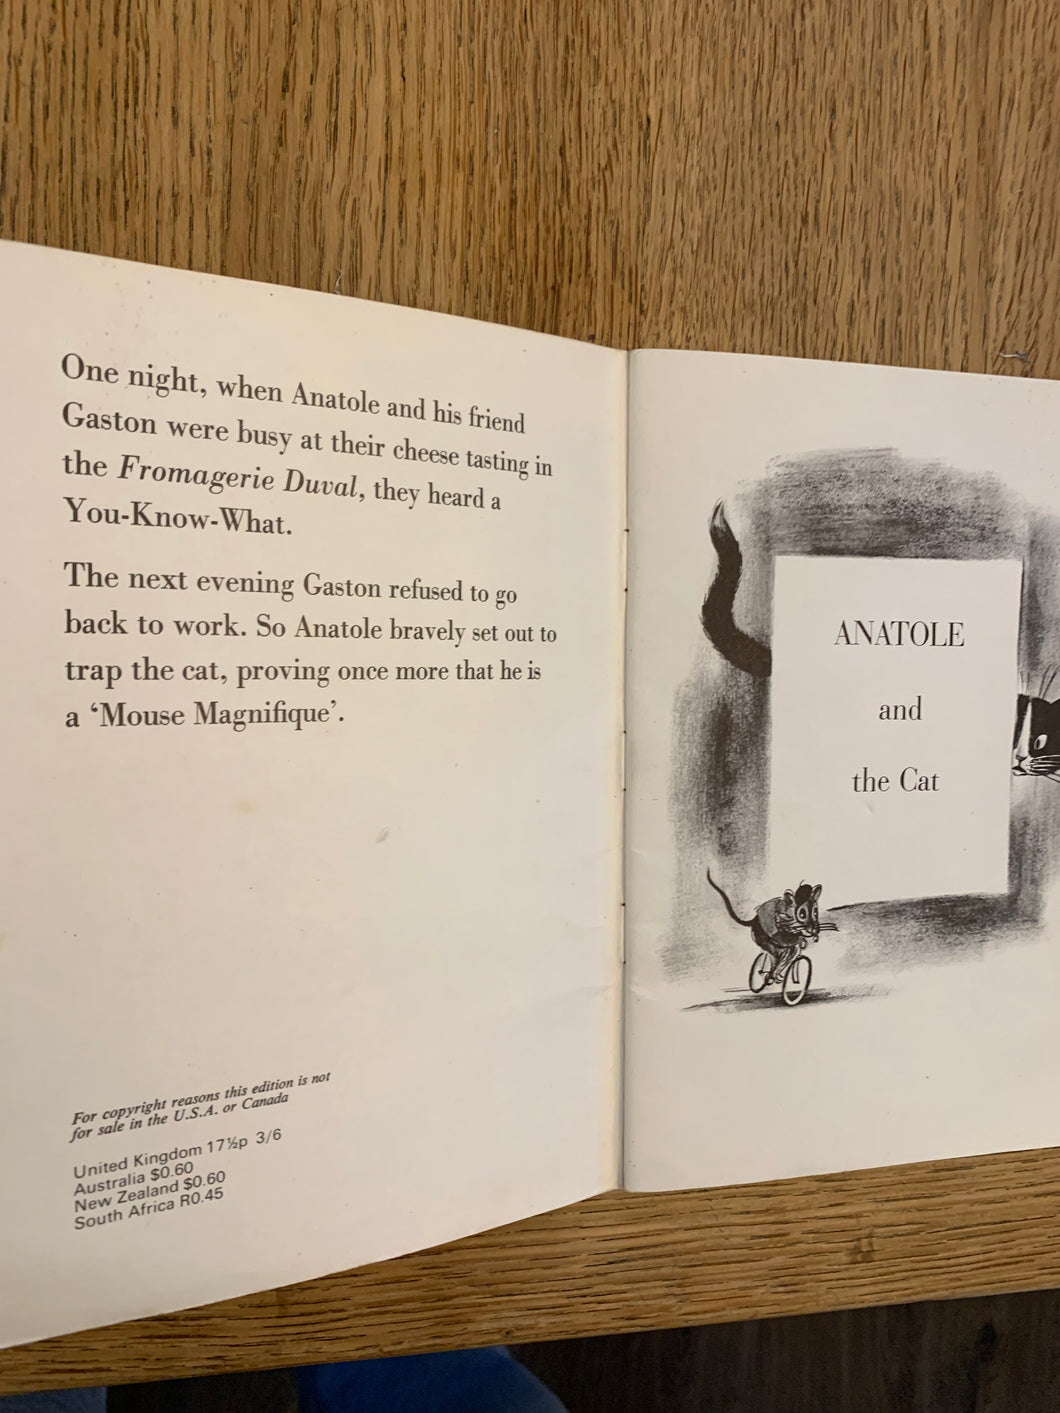 One night, when Anatole and his friend
Gaston were busy at their cheese tasting in
the Fromagerie Duval, they heard a
You-Know-What.
The next evening Gaston refused to go
back to work. So Anatole bravely set out to
trap the cat, proving once more that he is
a ‘Mouse Magnifique’.
For copyright reasons this edition is not
for sale in the U.S.A. or Canada
United Kingdom 17½p 3/6
Australia $0.60
New Zealand $0.60
South Africa R0.45
ANATOLE
and
the Cat